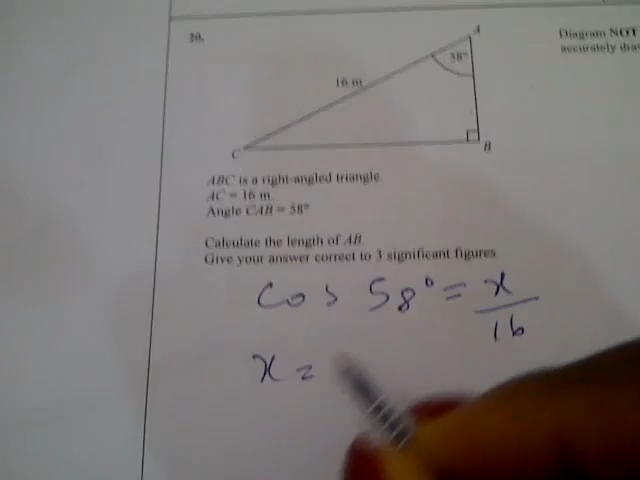 20.
Diagram NOT
accurately
A
58°
16 m
C
B
ABC is a right-angled triangle.
AC = 16 m
Angle CAB = 58°
Calculate the length of AB
Give your answer correct to 3 significant figures
Cos 58° = x
16
x =